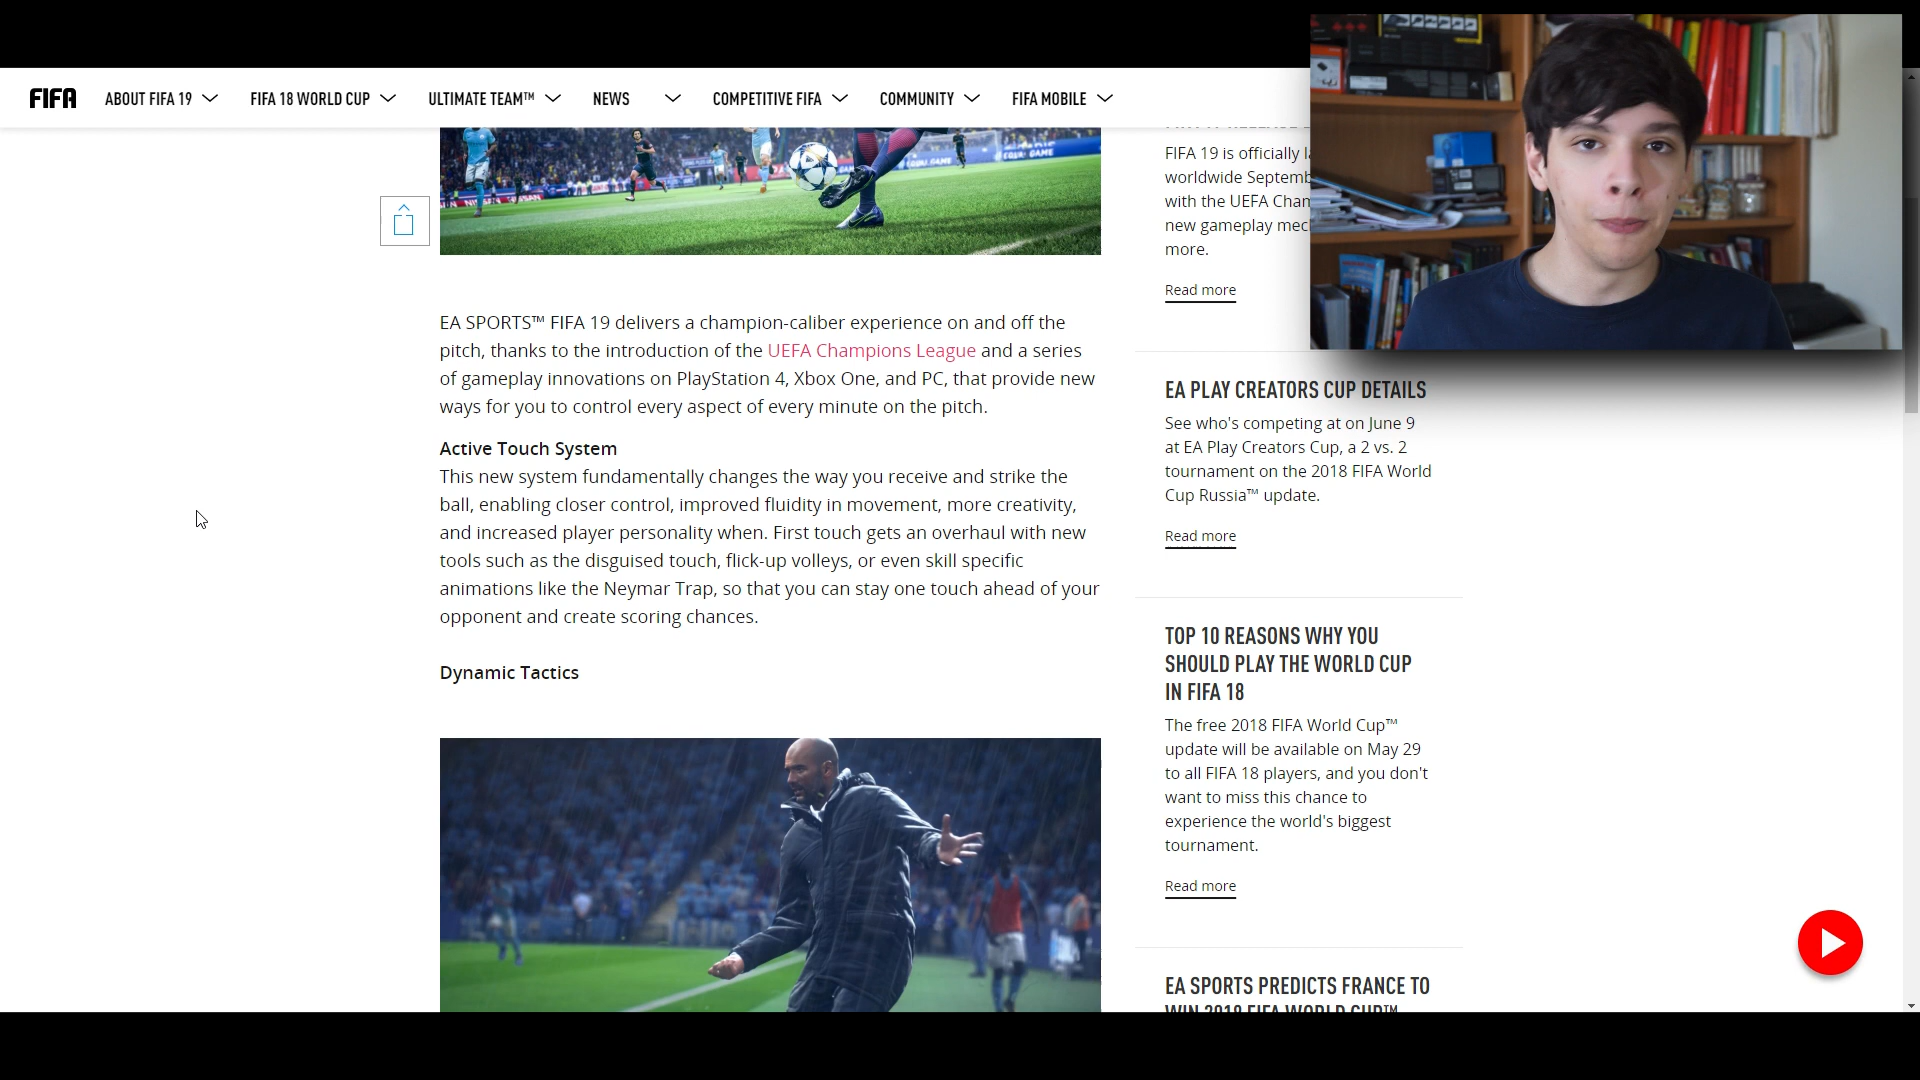 FIFA
ABOUT FIFA 19
FIFA 18 WORLD CUP
ULTIMATE TEAM™
NEWS
COMPETITIVE FIFA
COMMUNITY
FIFA MOBILE
EA SPORTS™ FIFA 19 delivers a champion-caliber experience on and off the
pitch, thanks to the introduction of the UEFA Champions League and a series
of gameplay innovations on PlayStation 4, Xbox One, and PC, that provide new
ways for you to control every aspect of every minute on the pitch.
Active Touch System
This new system fundamentally changes the way you receive and strike the
ball, enabling closer control, improved fluidity in movement, more creativity,
and increased player personality when. First touch gets an overhaul with new
tools such as the disguised touch, flick-up volleys, or even skill specific
animations like the Neymar Trap, so that you can stay one touch ahead of your
opponent and create scoring chances.
Dynamic Tactics
FIFA 19 is officially
worldwide Septemb
with the UEFA Cham
new gameplay mec
more.
Read more
EA PLAY CREATORS CUP DETAILS
See who's competing at on June 9
at EA Play Creators Cup, a 2 vs. 2
tournament on the 2018 FIFA World
Cup Russia™ update.
Read more
TOP 10 REASONS WHY YOU
SHOULD PLAY THE WORLD CUP
IN FIFA 18
The free 2018 FIFA World Cup™
update will be available on May 29
to all FIFA 18 players, and you don't
want to miss this chance to
experience the world's biggest
tournament.
Read more
EA SPORTS PREDICTS FRANCE TO
WIN 2018 FIFA WORLD CUP™